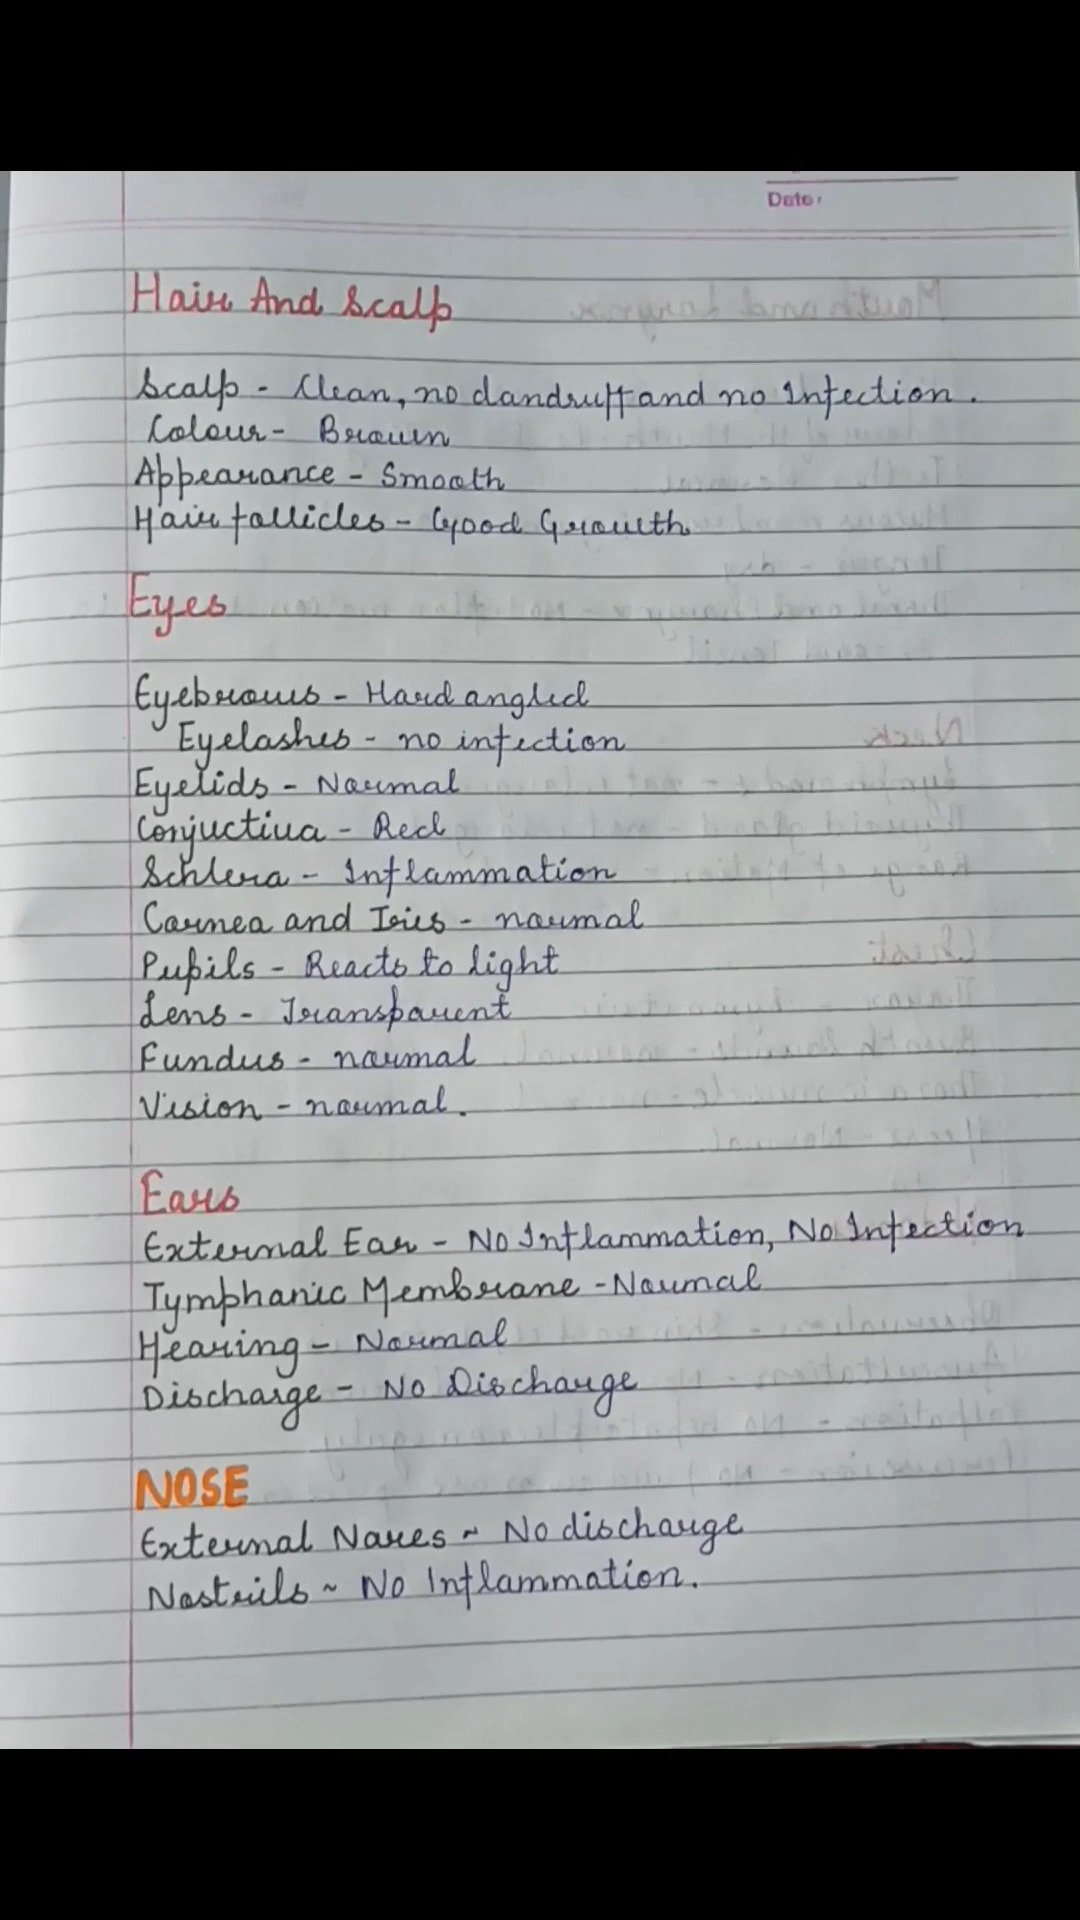 Date:
Hair And Scalp
Scalp - Clean, no dandruff and no Infection.
Colour - Brown
Appearance - Smooth
Hair follicles - Good Growth
Eyes
Eyebrows - Hard angled
Eyelashes - no infection
Eyelids - Normal
Conjuctiva - Red
Schlera - Inflammation
Cornea and Iris - normal
Pupils - Reacts to light
Lens - Transparent
Fundus - normal
Vision - normal.
Ears
External Ear - No Inflammation, No Infection
Tymphanic Membrane - Normal
Hearing - Normal
Discharge - No Discharge
NOSE
External Nares ~ No discharge
Nostrils ~ No Inflammation.